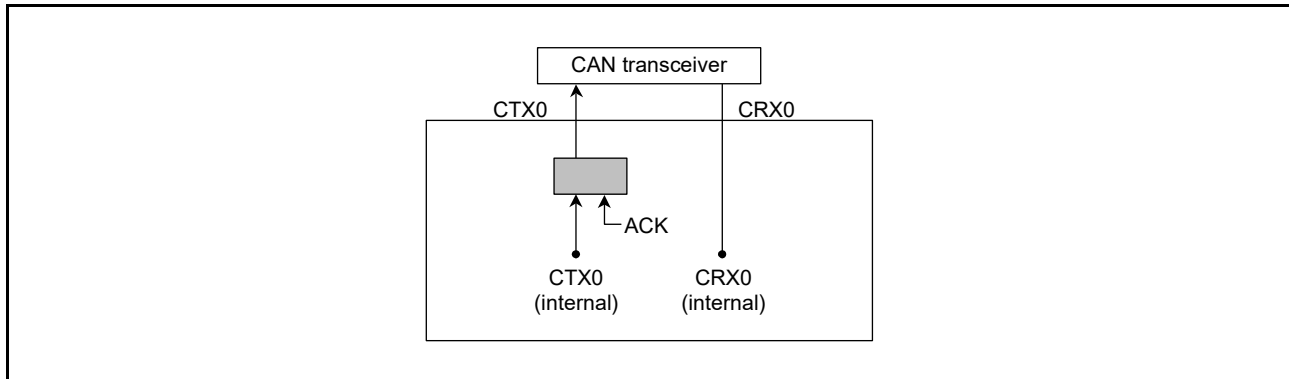 CAN transceiver
CTX0
CRX0
ACK
CTX0
(internal)
CRX0
(internal)